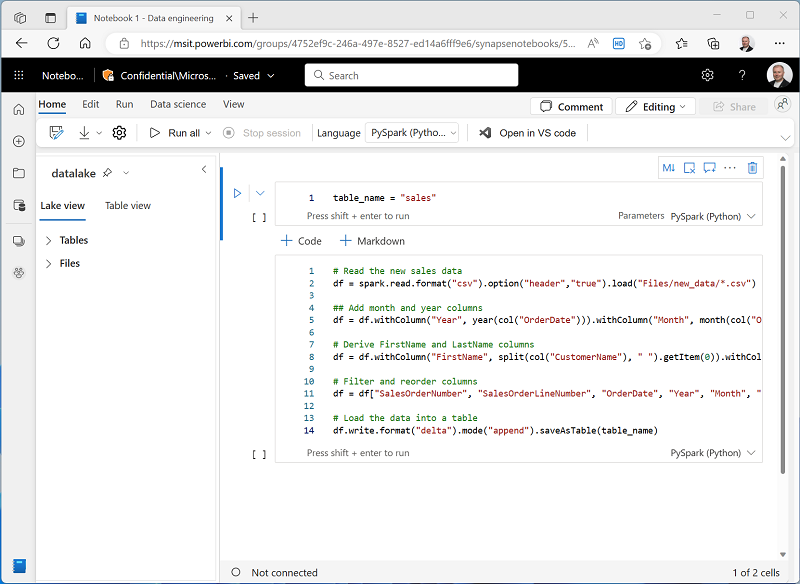 Notebook 1 - Data engineering
https://msit.powerbi.com/groups/4752ef9c-246a-497e-8527-ed14a6fff9e6/synapsenotebooks/5...
Notebo...
Confidential\Micros...
Saved
Search
Home
Edit
Run
Data science
View
Comment
Editing
Share
Run all
Stop session
Language
PySpark (Pytho...
Open in VS code
datalake
Lake view
Table view
Tables
Files
M↓
1 table_name = "sales"
[ ]
Press shift + enter to run
Parameters
PySpark (Python)
+ Code
+ Markdown
1 # Read the new sales data
2 df = spark.read.format("csv").option("header","true").load("Files/new_data/*.csv")
3
4 ## Add month and year columns
5 df = df.withColumn("Year", year(col("OrderDate"))).withColumn("Month", month(col("O
6
7 # Derive FirstName and LastName columns
8 df = df.withColumn("FirstName", split(col("CustomerName"), " ").getItem(0)).withCol
9
10 # Filter and reorder columns
11 df = df["SalesOrderNumber", "SalesOrderLineNumber", "OrderDate", "Year", "Month", "
12
13 # Load the data into a table
14 df.write.format("delta").mode("append").saveAsTable(table_name)
[ ]
Press shift + enter to run
PySpark (Python)
Not connected
1 of 2 cells